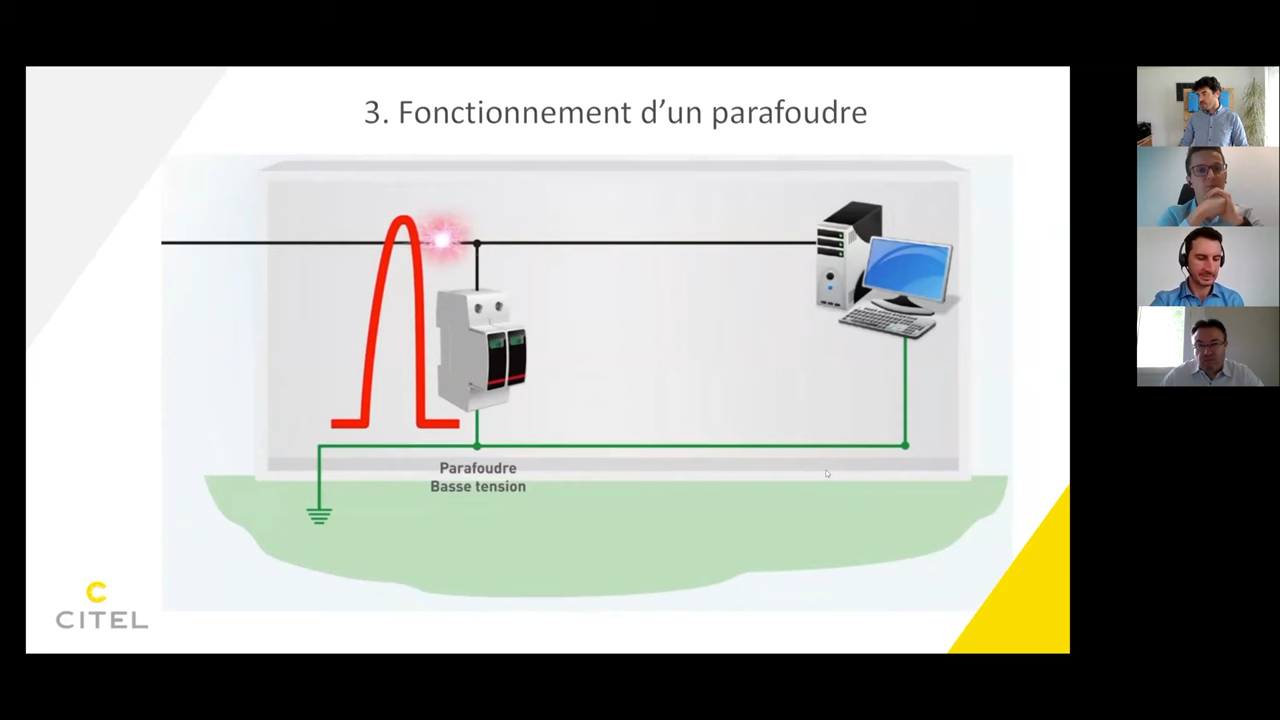 3. Fonctionnement d'un parafoudre
Parafoudre
Basse tension
C
CITEL